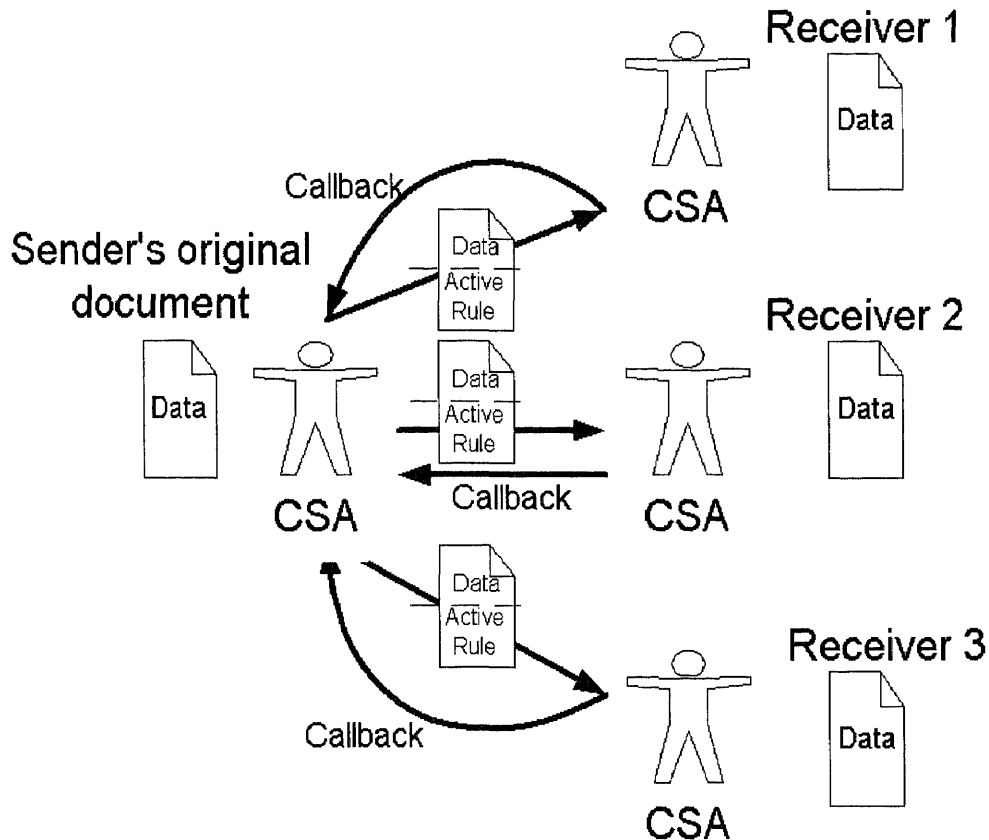 Receiver 1
Data
CSA
Callback
Data
Active
Rule
Sender's original
document
Data
CSA
Receiver 2
Data
Active
Rule
Data
Callback
CSA
Data
Active
Rule
Receiver 3
Data
Callback
CSA